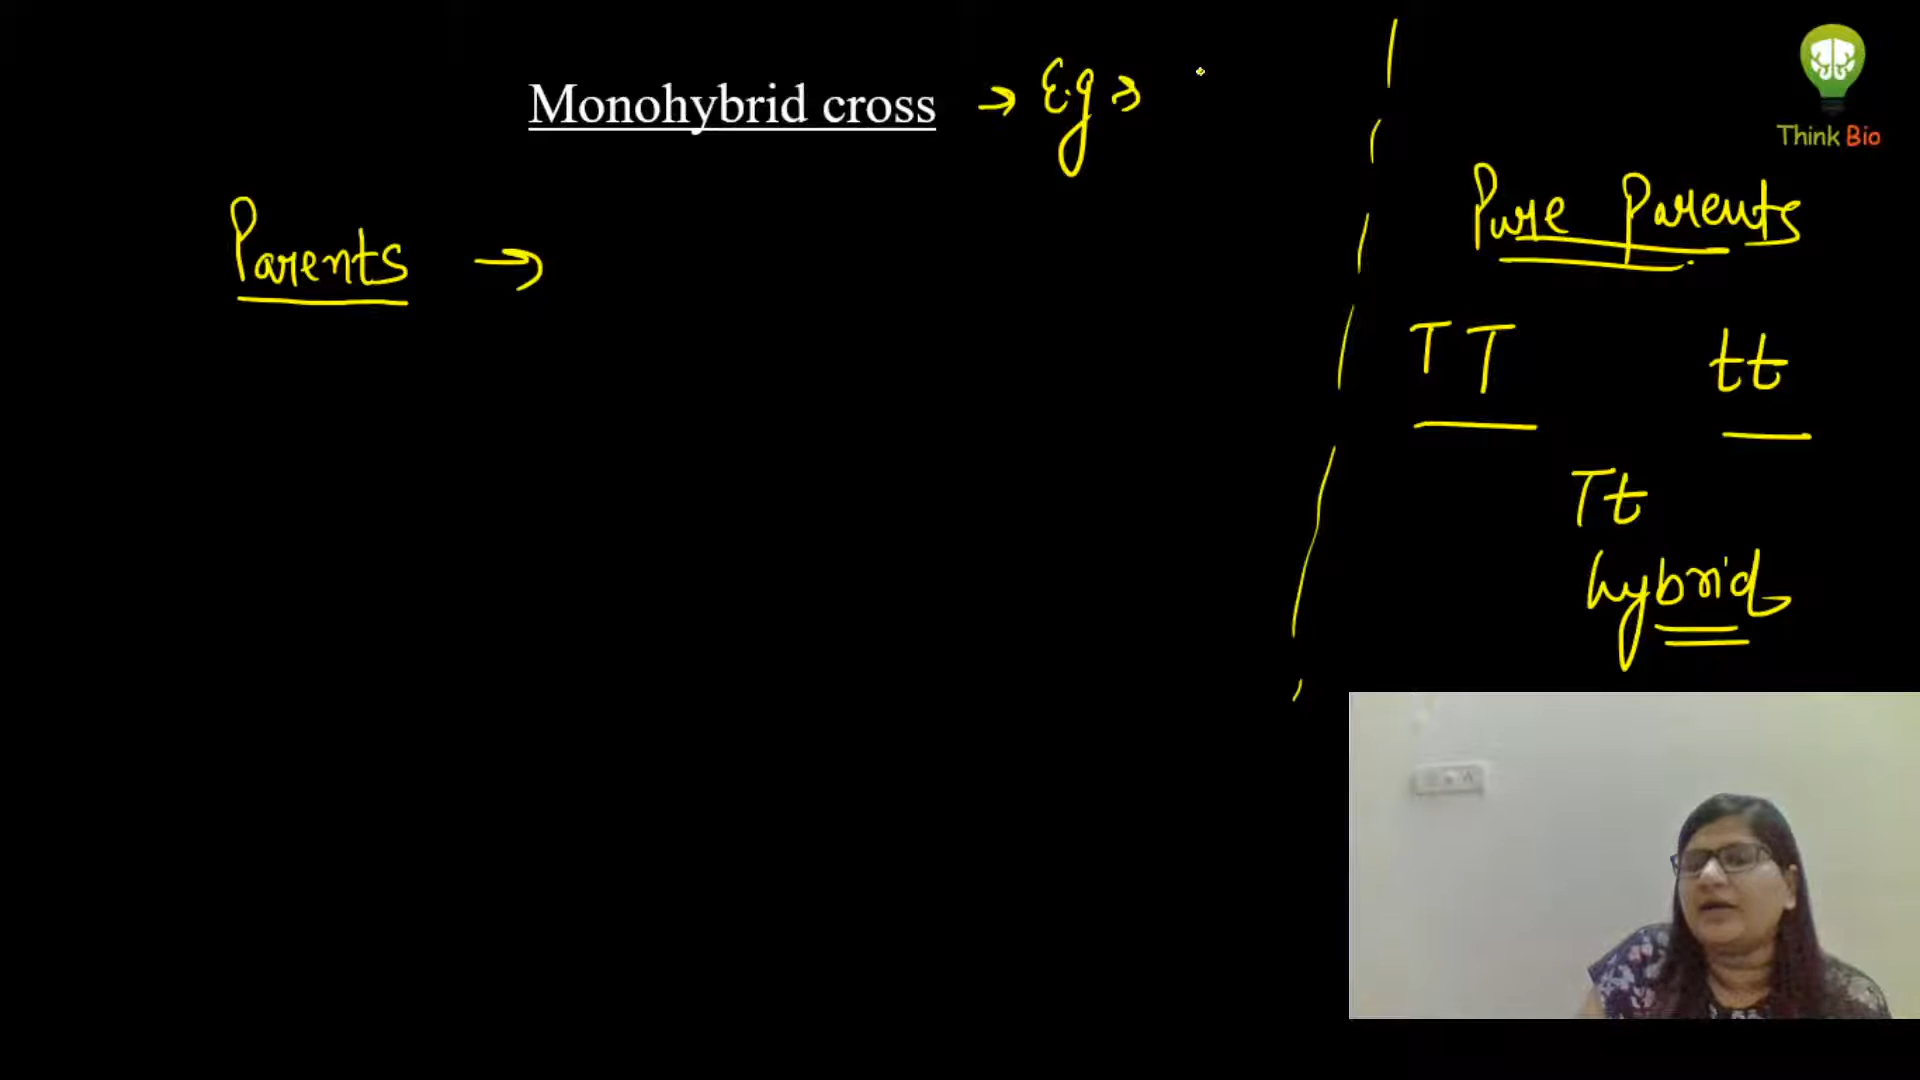 Monohybrid cross → E.g →
Think Bio
Parents →
Pure Parents
TT tt
Tt
hybrid